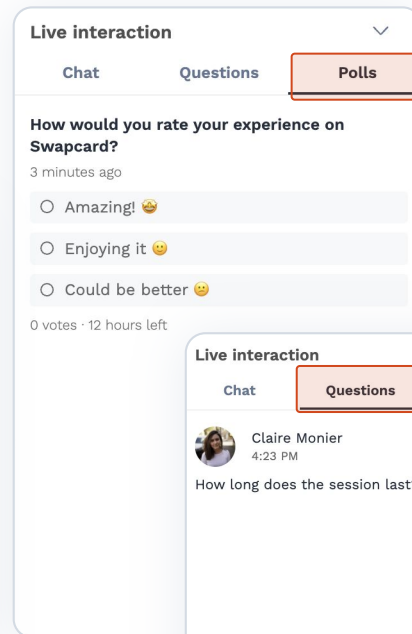 Live interaction
Chat Questions Polls
How would you rate your experience on
Swapcard?
3 minutes ago
Amazing! 🤩
Enjoying it 🙂
Could be better 😕
0 votes · 12 hours left
Live interaction
Chat Questions
Claire Monier
4:23 PM
How long does the session last?